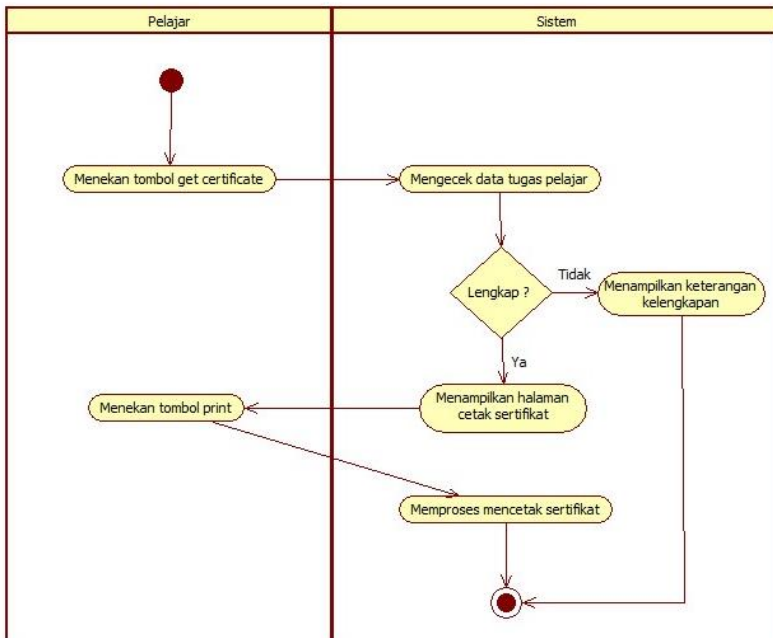 Pelajar
Sistem
Menekan tombol get certificate
Mengecek data tugas pelajar
Lengkap ?
Tidak
Menampilkan keterangan
kelengkapan
Ya
Menampilkan halaman
cetak sertifikat
Menekan tombol print
Memproses mencetak sertifikat